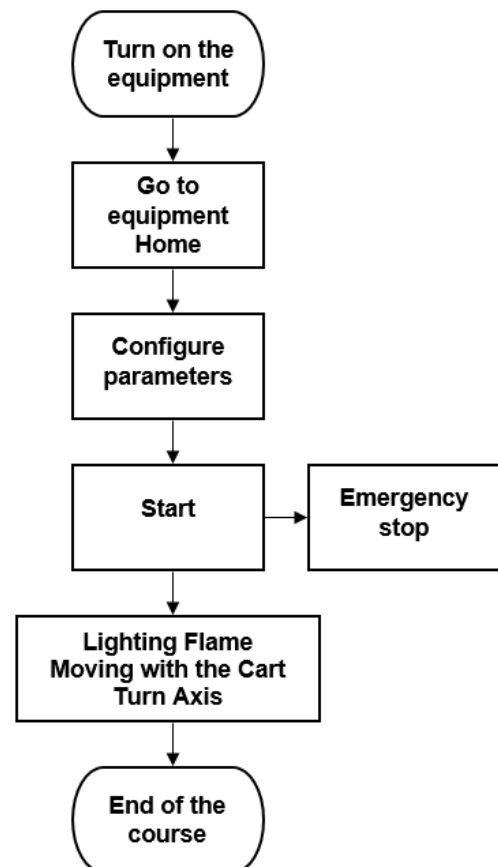 Turn on the
equipment
Go to
equipment
Home
Configure
parameters
Start
Emergency
stop
Lighting Flame
Moving with the Cart
Turn Axis
End of the
course